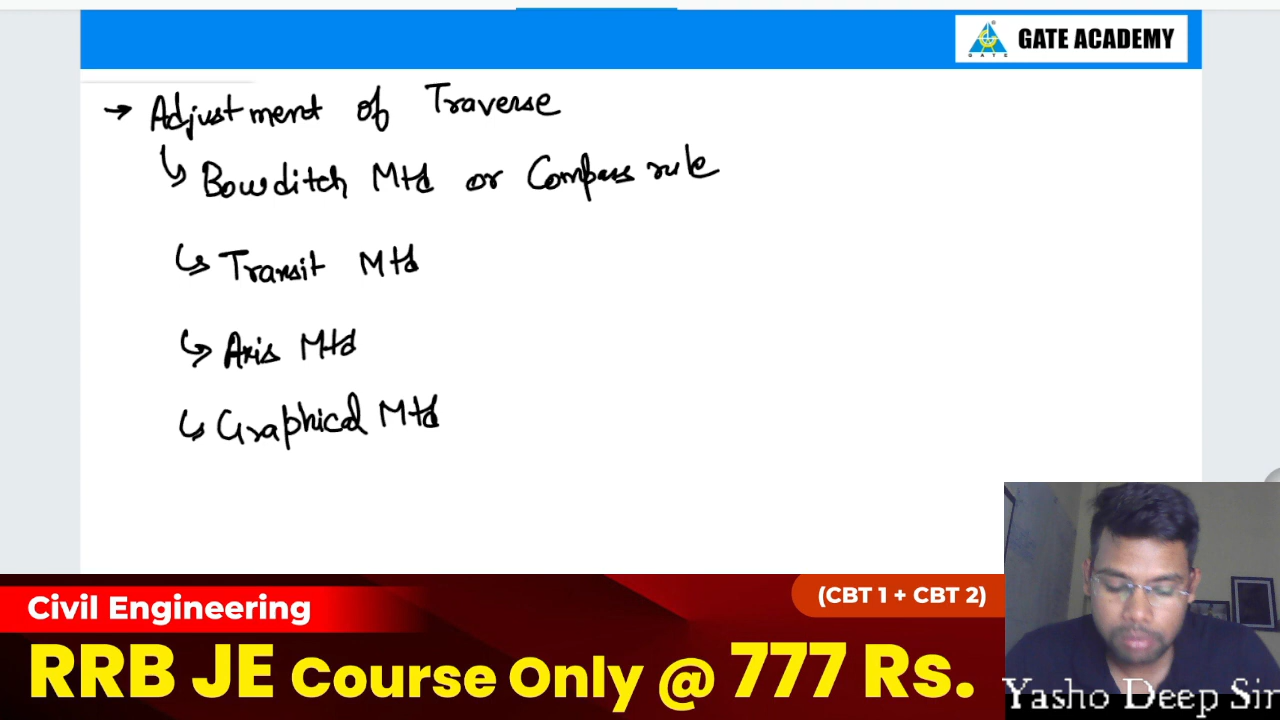 GATE ACADEMY
GATE
→ Adjustment of Traverse
↳ Bowditch Mtd or Compass rule
↳ Transit Mtd
↳ Axis Mtd
↳ Graphical Mtd
Civil Engineering
(CBT 1 + CBT 2)
RRB JE Course Only @ 777 Rs.
Yasho Deep Sir